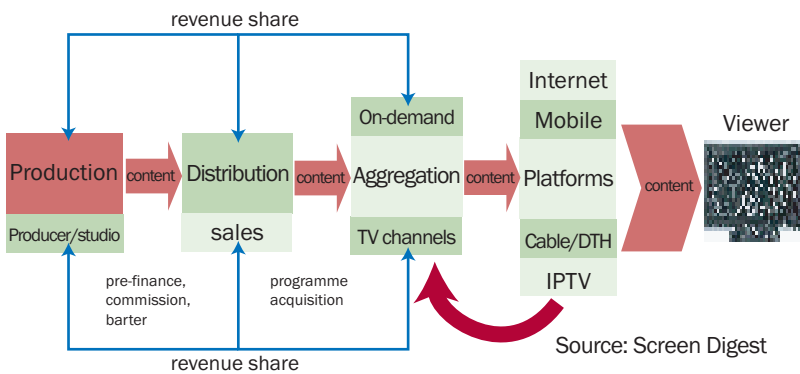 revenue share
Production
Producer/studio
content
Distribution
sales
content
On-demand
Aggregation
TV channels
content
Internet
Mobile
Platforms
Cable/DTH
IPTV
content
Viewer
pre-finance,
commission,
barter
programme
acquisition
revenue share
Source: Screen Digest